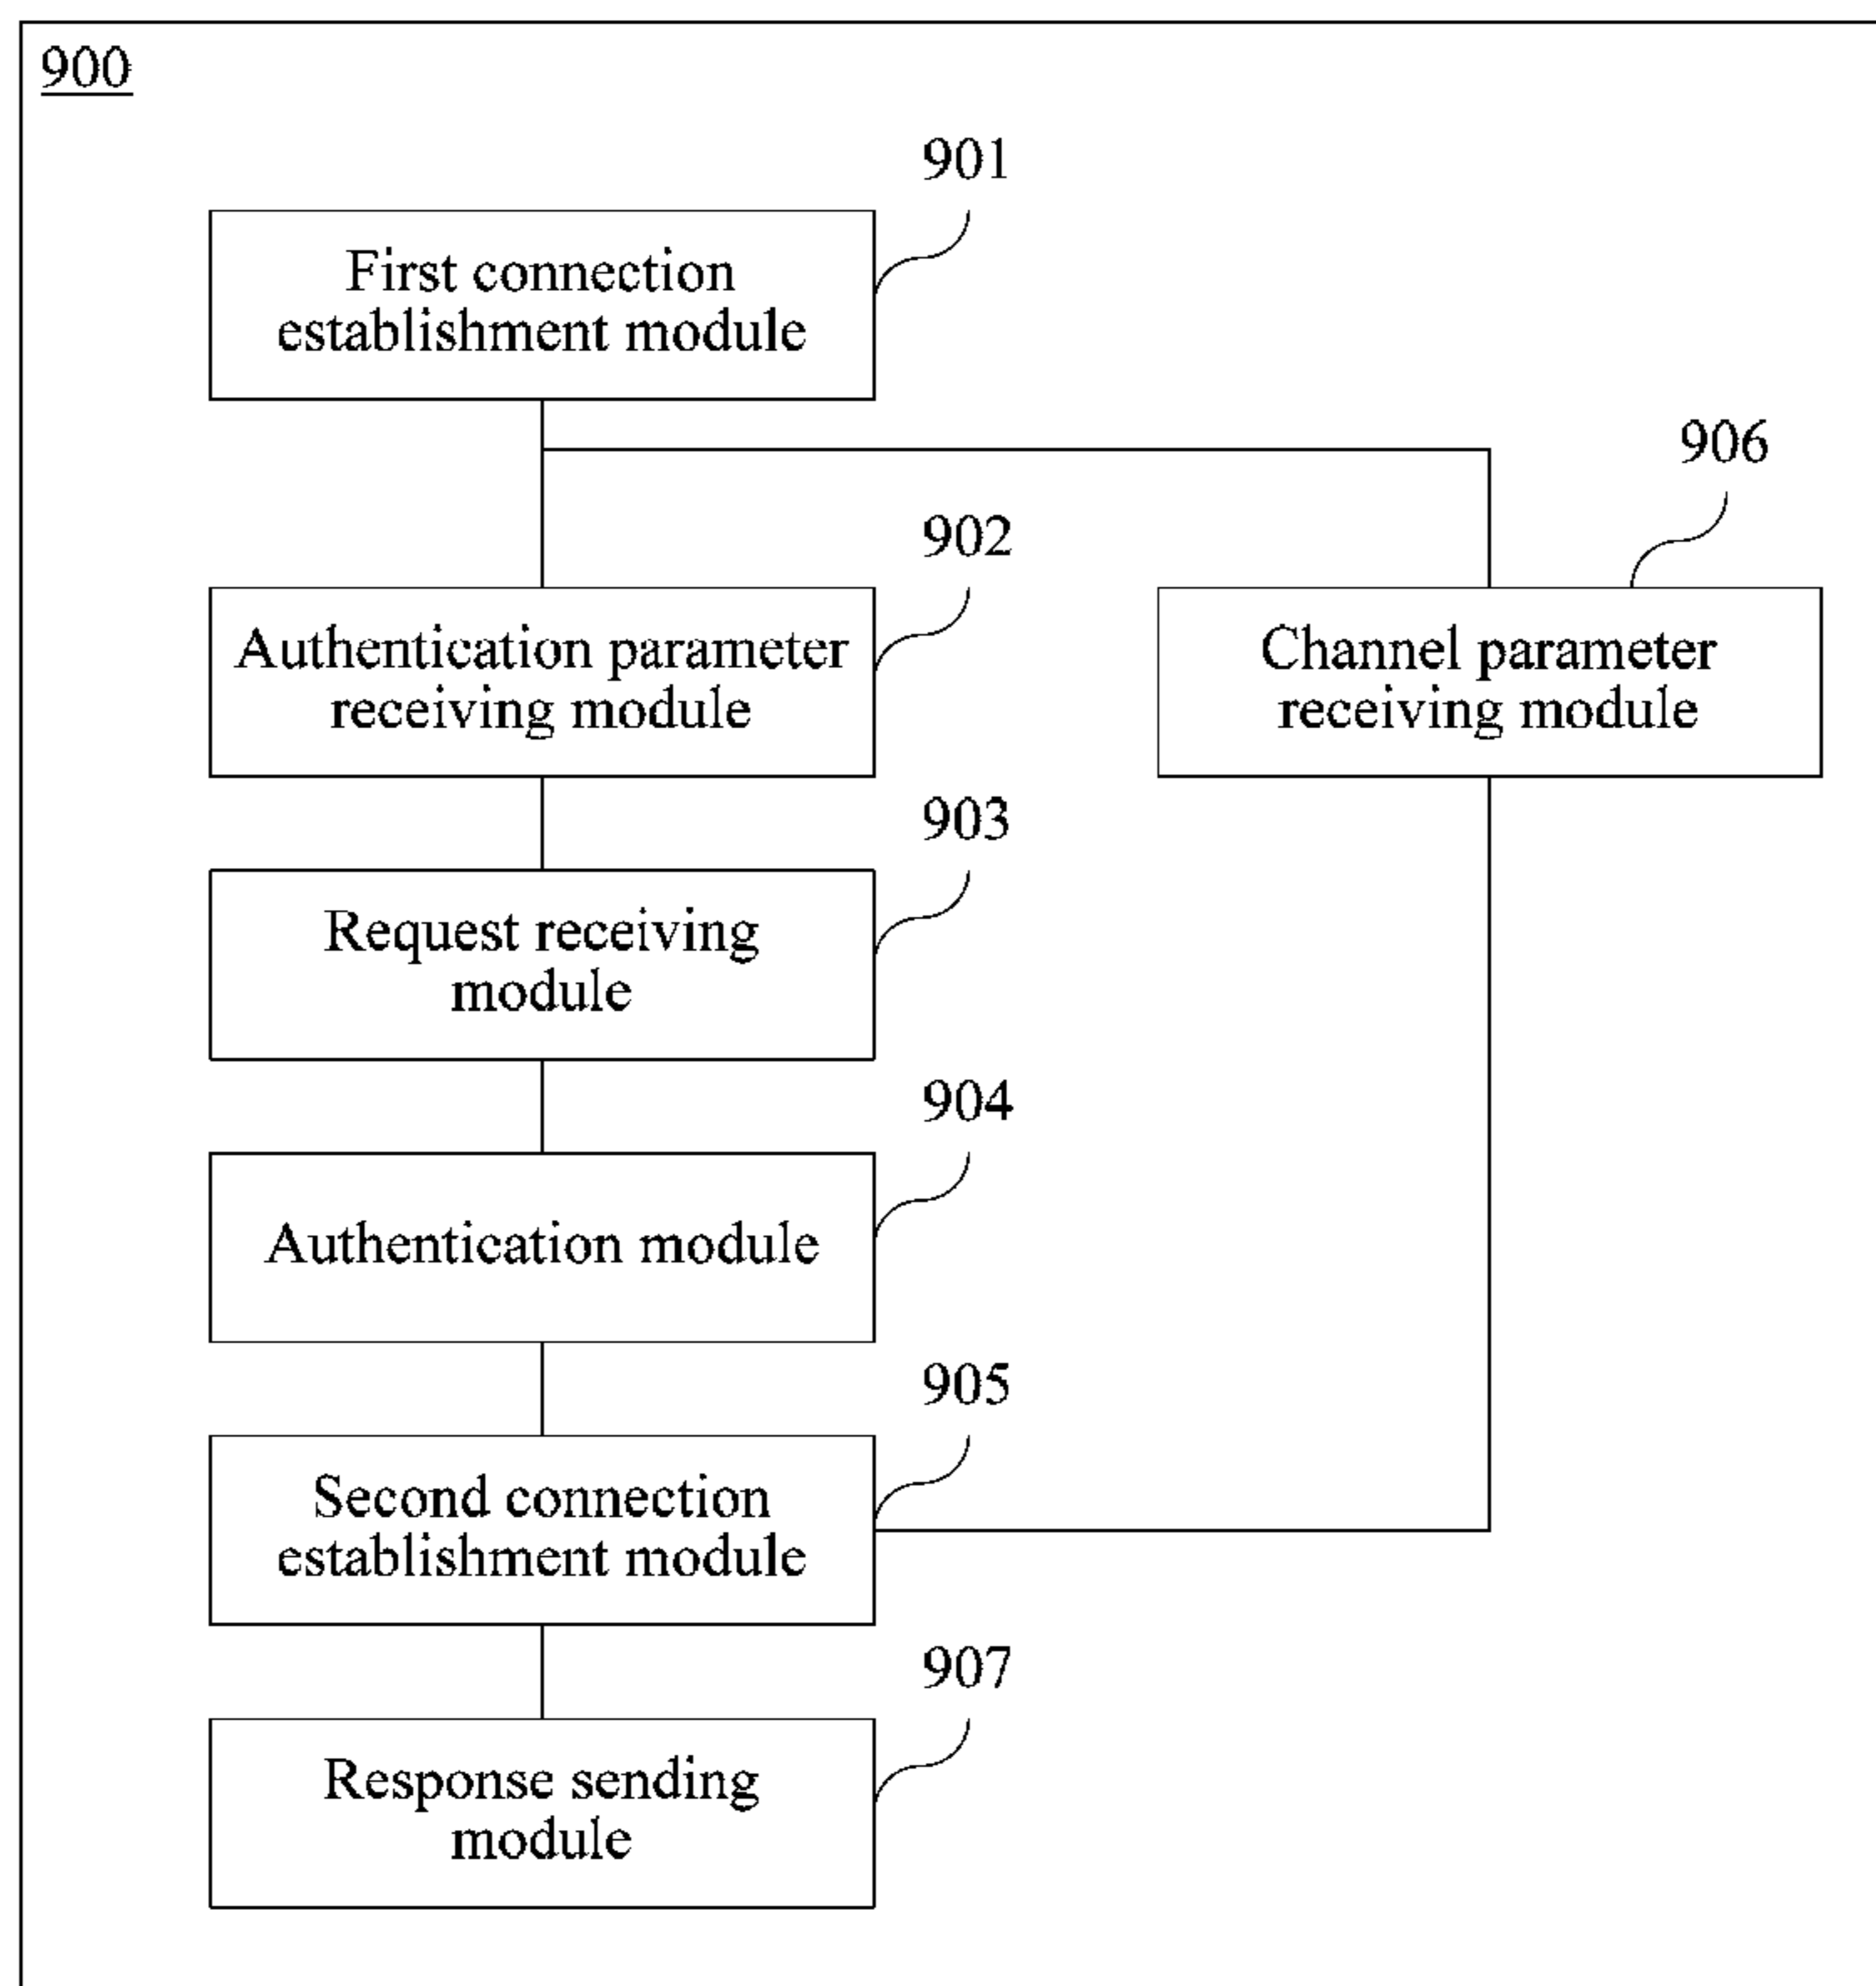 900
901
First connection
establishment module
906
902
Authentication parameter
receiving module
Channel parameter
receiving module
903
Request receiving
module
904
Authentication module
905
Second connection
establishment module
907
Response sending
module